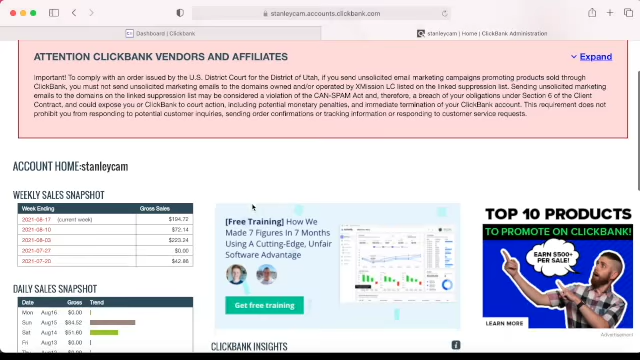 stanleycam.accounts.clickbank.com
Dashboard | Clickbank
stanleycam | Home | ClickBank Administration
ATTENTION CLICKBANK VENDORS AND AFFILIATES
Expand
Important! To comply with an order issued by the U.S. District Court for the District of Utah, if you send unsolicited email marketing campaigns promoting products sold through
ClickBank, you must not send unsolicited marketing emails to the domains owned and/or operated by XMission LC listed on the linked suppression list. Sending unsolicited marketing
emails to the domains on the linked suppression list may be considered a violation of the CAN-SPAM Act and, therefore, a breach of your obligations under Section 6 of the Client
Contract, and could expose you or ClickBank to court action, including potential monetary penalties, and immediate termination of your ClickBank account. This requirement does not
prohibit you from responding to potential customer inquiries, sending order confirmations or tracking information or responding to customer service requests.
ACCOUNT HOME:stanleycam
WEEKLY SALES SNAPSHOT
Week Ending Gross Sales
2021-08-17 (current week) $194.72
2021-08-10 $72.14
2021-08-03 $223.24
2021-07-27 $0.00
2021-07-20 $42.86
DAILY SALES SNAPSHOT
Date Gross Trend
Mon Aug16 $0.00
Sun Aug15 $84.52
Sat Aug14 $51.60
Fri Aug13 $0.00
[Free Training] How We
Made 7 Figures In 7 Months
Using A Cutting-Edge, Unfair
Software Advantage
Get free training
CLICKBANK INSIGHTS
TOP 10 PRODUCTS
TO PROMOTE ON CLICKBANK!
EARN $500+
PER SALE!
LEARN MORE
Advertisement